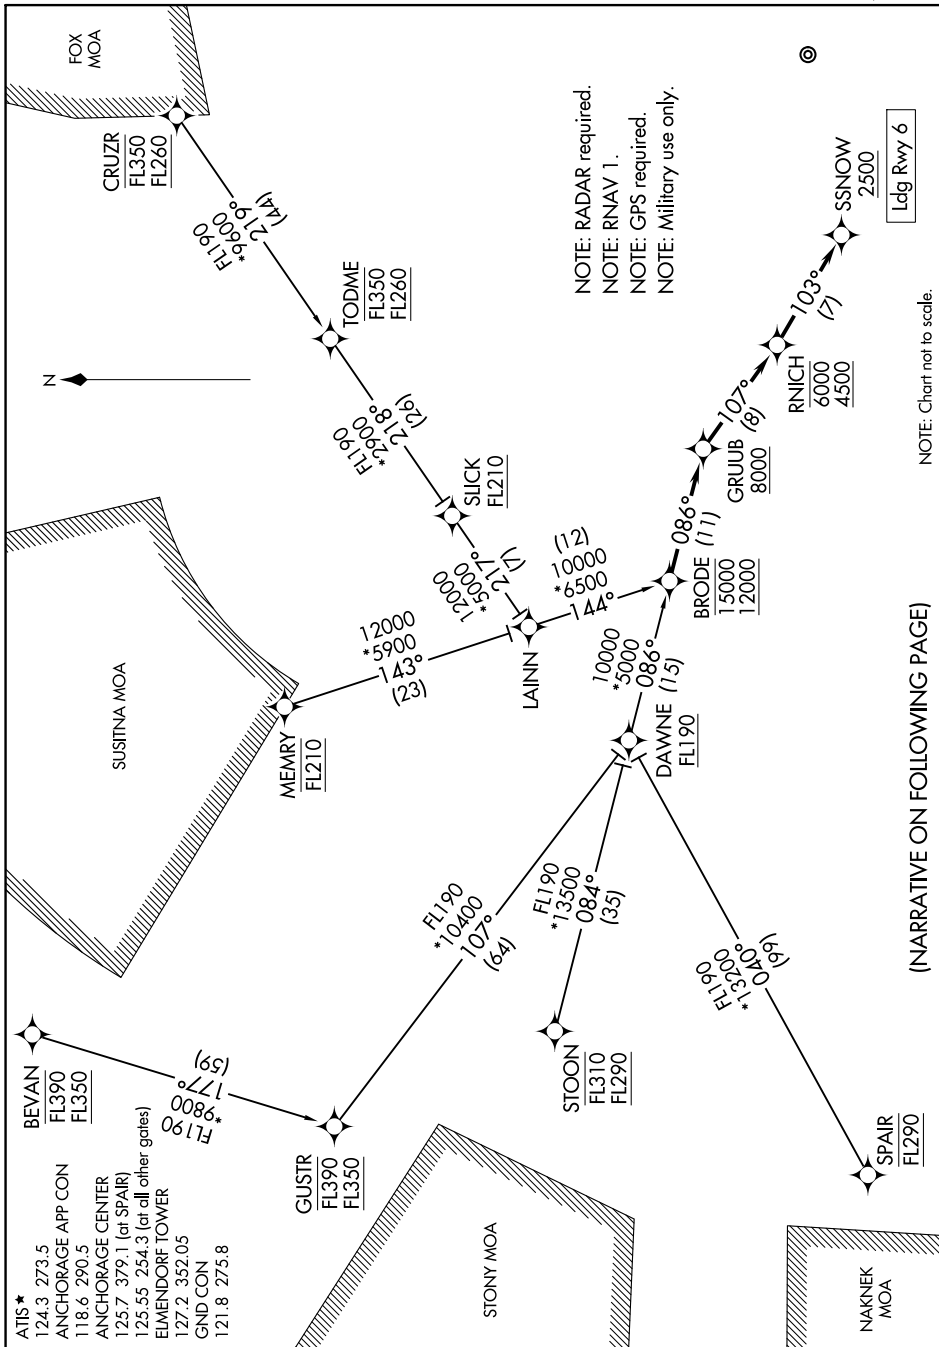 ATIS ★
124.3 273.5
ANCHORAGE APP CON
118.6 290.5
ANCHORAGE CENTER
125.7 379.1 (at SPAIR)
125.55 254.3 (at all other gates)
ELMENDORF TOWER
127.2 352.05
GND CON
121.8 275.8
BEVAN
FL390
FL350
FL190
*9800
177°
(59)
GUSTR
FL390
FL350
FL190
*10400
107°
(64)
STOON
FL310
FL290
FL190
*13500
084°
(35)
SPAIR
FL290
FL190
*13200
040°
(99)
STONY MOA
NAKNEK
MOA
SUSITNA MOA
FOX
MOA
N
MEMRY
FL210
12000
*5900
143°
(23)
CRUZR
FL350
FL260
FL190
*9600
219°
(44)
TODME
FL350
FL260
FL190
*2900
218°
(26)
SLICK
FL210
12000
*5000
217°
(7)
LAINN
(12)
10000
*6500
144°
DAWNE
FL190
10000
*5000
086°
(15)
BRODE
15000
12000
086°
(11)
GRUUB
8000
107°
(8)
RNICH
6000
4500
103°
(7)
SSNOW
2500
Ldg Rwy 6
NOTE: RADAR required.
NOTE: RNAV 1.
NOTE: GPS required.
NOTE: Military use only.
NOTE: Chart not to scale.
(NARRATIVE ON FOLLOWING PAGE)